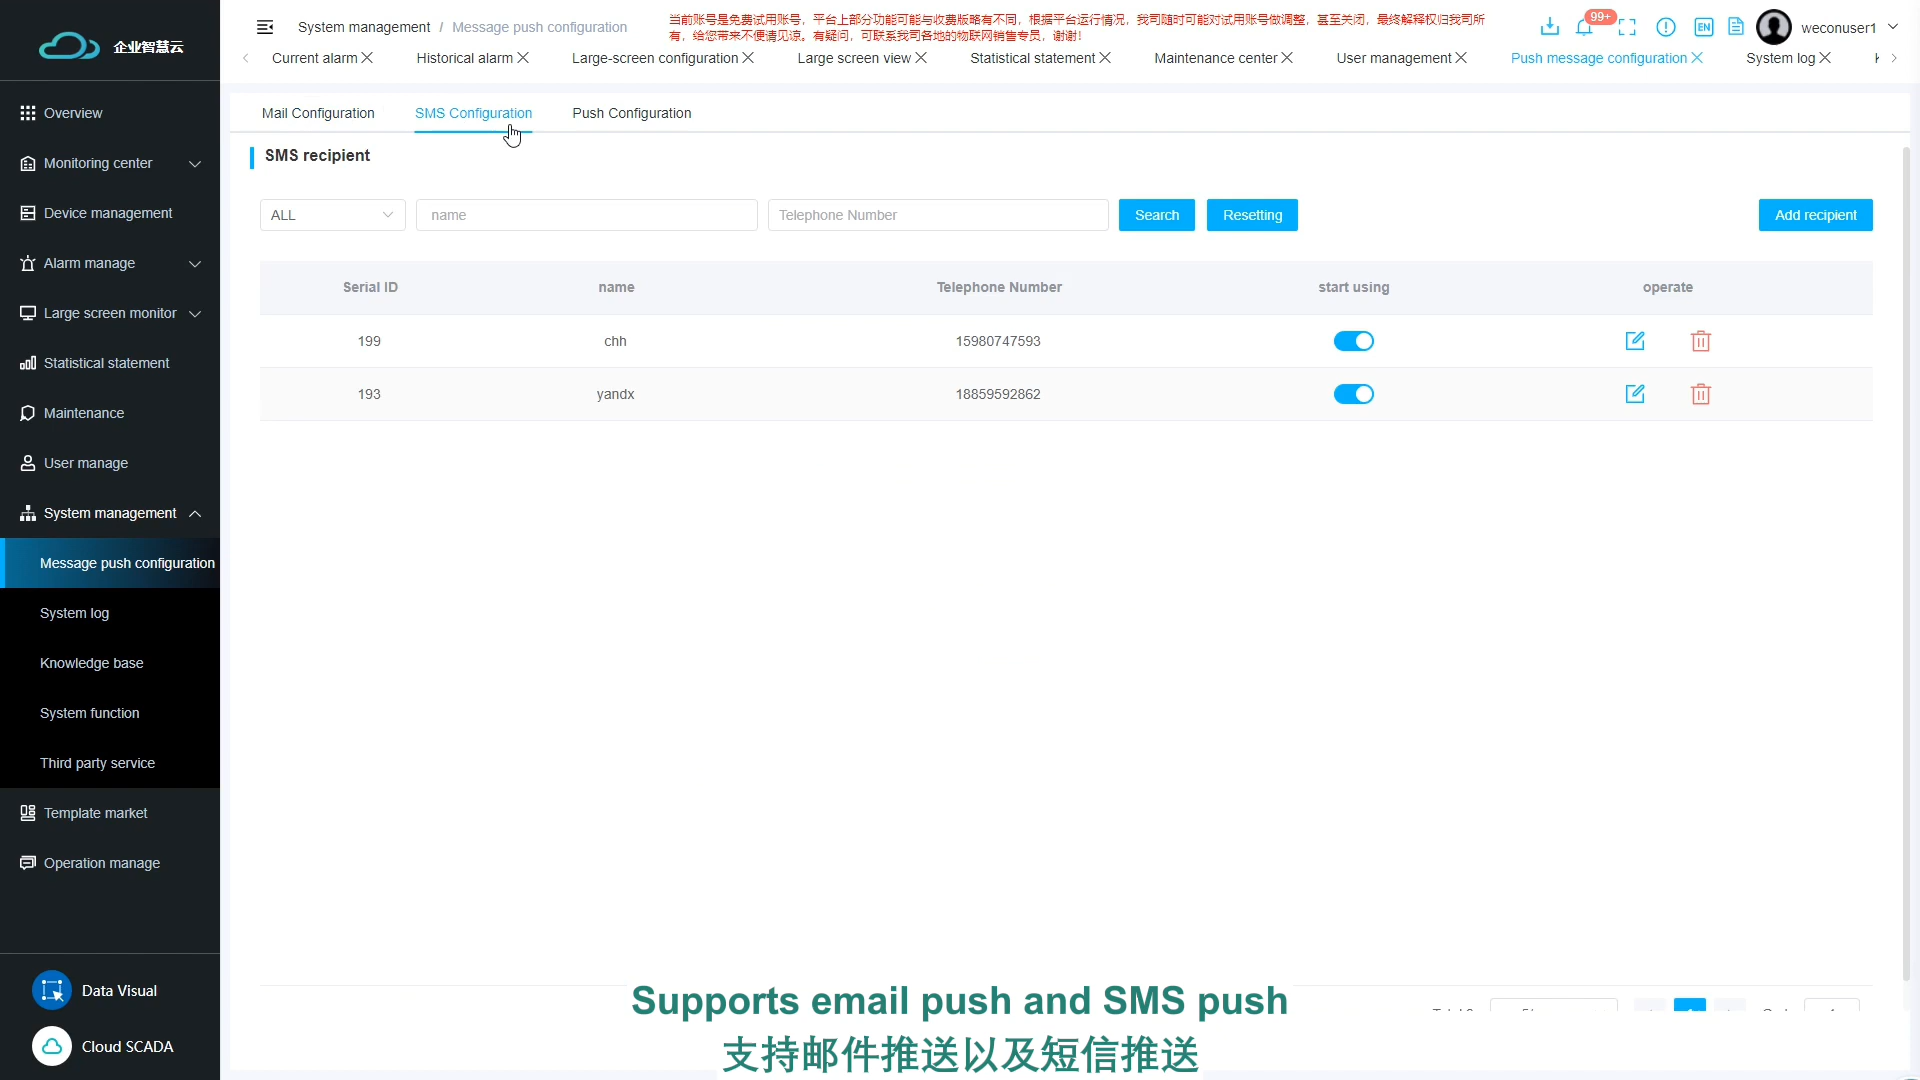 企业智慧云
System management / Message push configuration
当前账号是免费试用账号，平台上部分功能可能与收费版略有不同，根据平台运行情况，我司随时可能对试用账号做调整，甚至关闭，最终解释权归我司所
有，给您带来不便请见谅。有疑问，可联系我司各地的物联网销售专员，谢谢！
99+
EN
weconuser1
Current alarm
Historical alarm
Large-screen configuration
Large screen view
Statistical statement
Maintenance center
User management
Push message configuration
System log
Overview
Monitoring center
Device management
Alarm manage
Large screen monitor
Statistical statement
Maintenance
User manage
System management
Message push configuration
System log
Knowledge base
System function
Third party service
Template market
Operation manage
Data Visual
Cloud SCADA
Mail Configuration
SMS Configuration
Push Configuration
SMS recipient
ALL
name
Telephone Number
Search
Resetting
Add recipient
Serial ID name Telephone Number start using operate
199 chh 15980747593
193 yandx 18859592862
Supports email push and SMS push
支持邮件推送以及短信推送